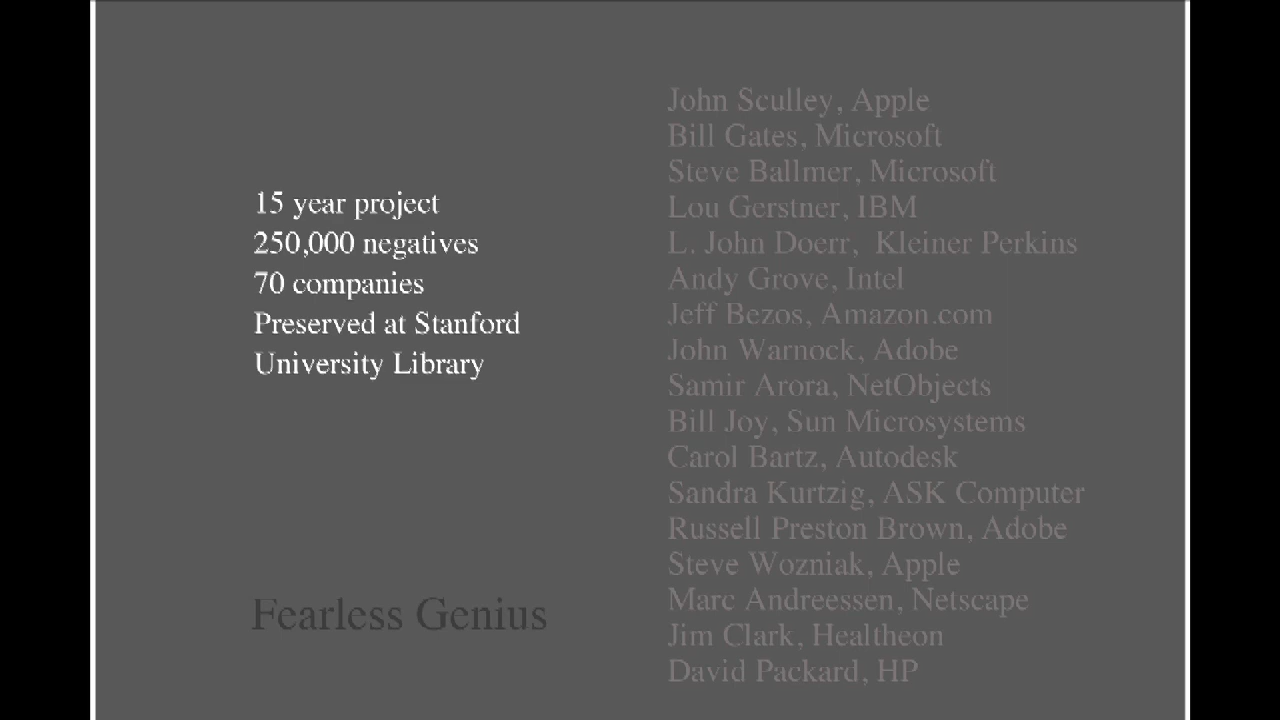 15 year project
250,000 negatives
70 companies
Preserved at Stanford
University Library
Fearless Genius
John Sculley, Apple
Bill Gates, Microsoft
Steve Ballmer, Microsoft
Lou Gerstner, IBM
L. John Doerr, Kleiner Perkins
Andy Grove, Intel
Jeff Bezos, Amazon.com
John Warnock, Adobe
Samir Arora, NetObjects
Bill Joy, Sun Microsystems
Carol Bartz, Autodesk
Sandra Kurtzig, ASK Computer
Russell Preston Brown, Adobe
Steve Wozniak, Apple
Marc Andreessen, Netscape
Jim Clark, Healtheon
David Packard, HP